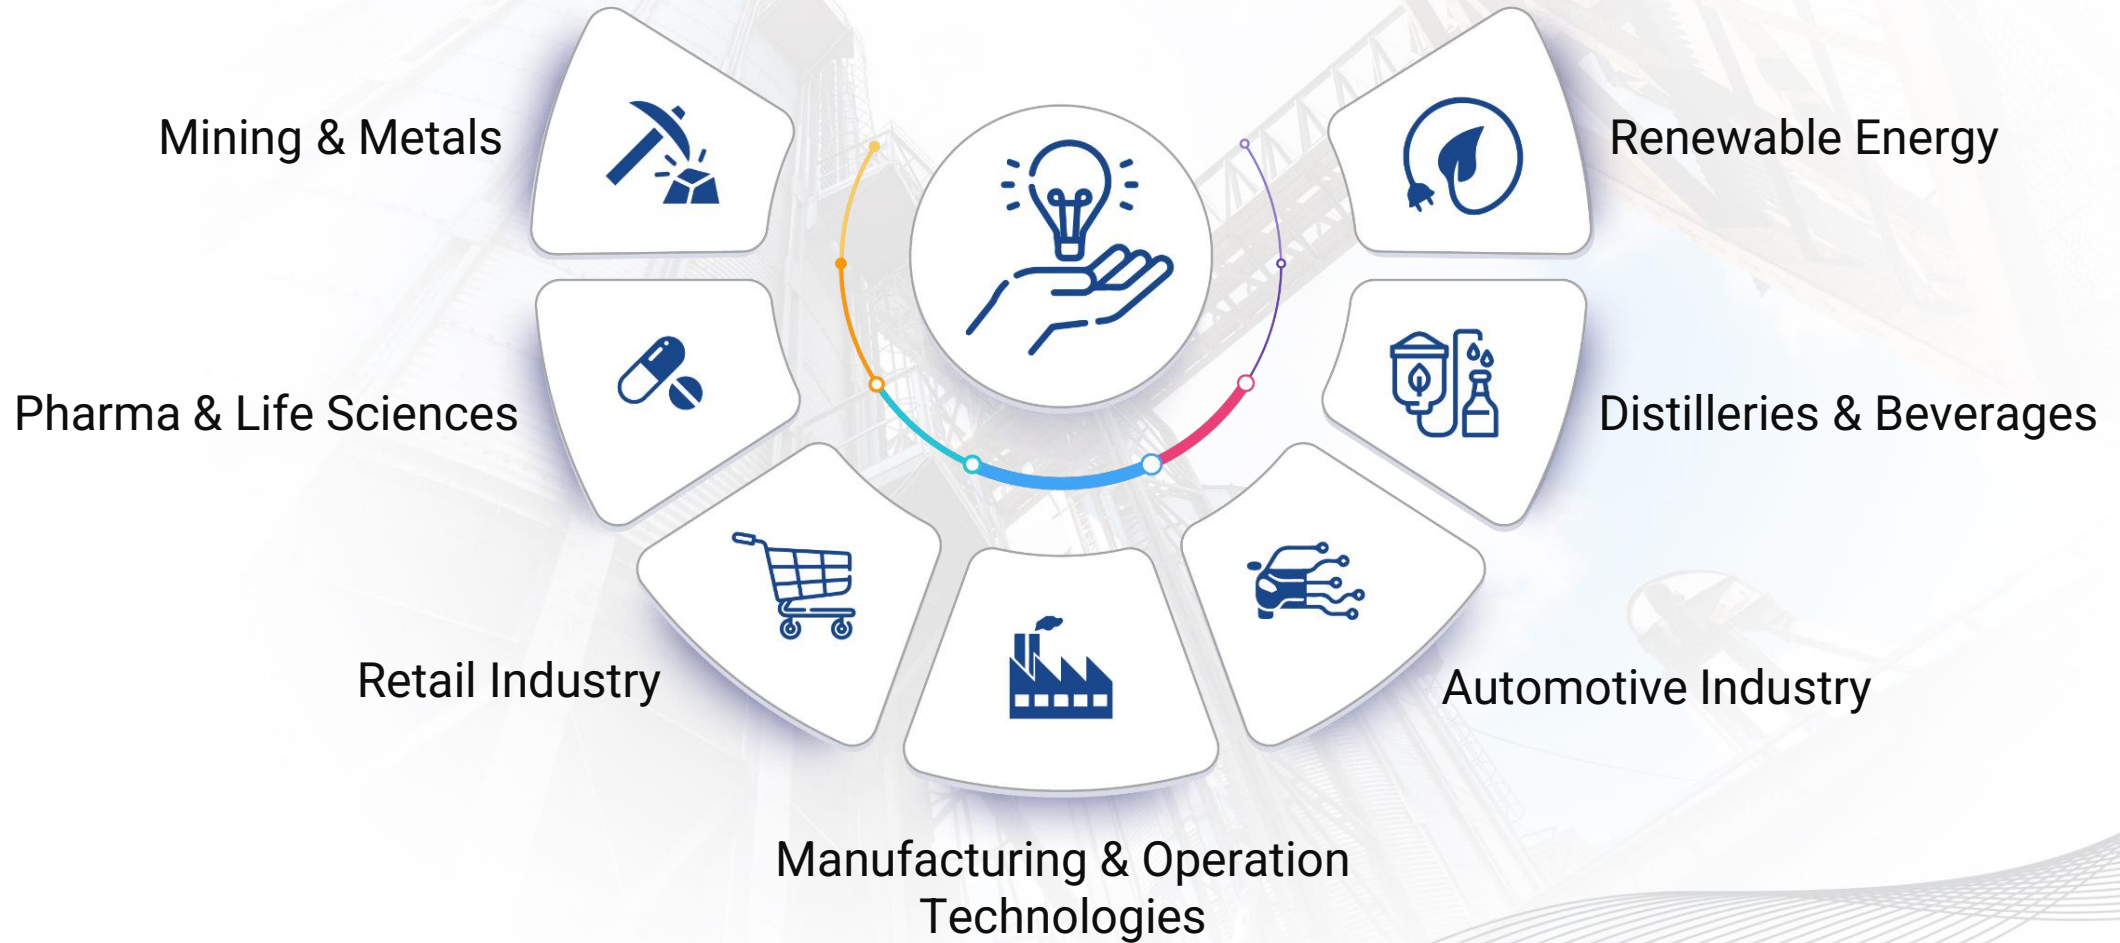 Mining & Metals
Renewable Energy
Pharma & Life Sciences
Distilleries & Beverages
Retail Industry
Automotive Industry
Manufacturing & Operation
Technologies